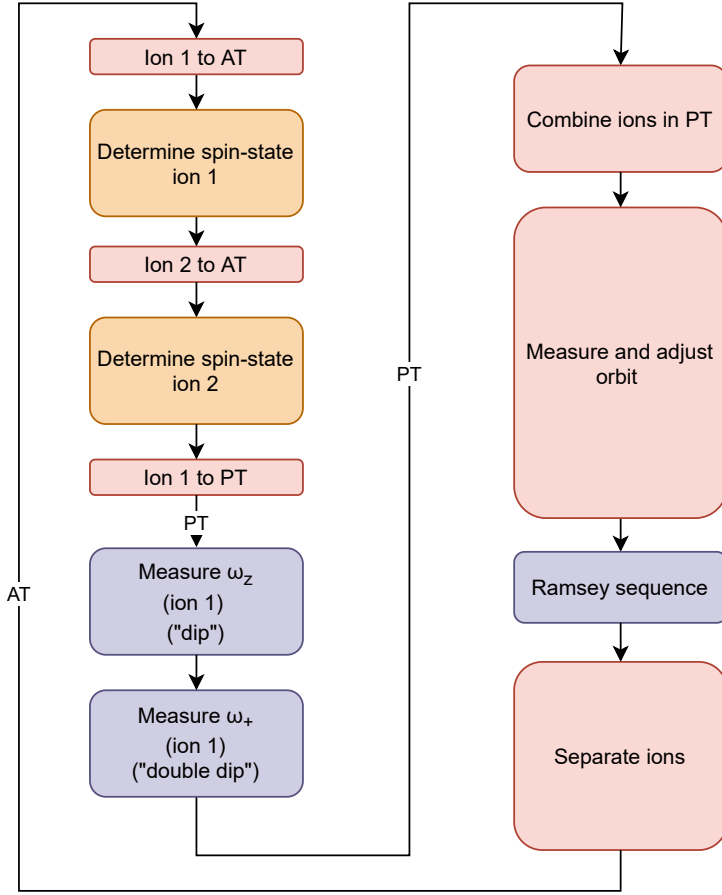 Ion 1 to AT
Determine spin-state
ion 1
Ion 2 to AT
Determine spin-state
ion 2
Ion 1 to PT
PT
Measure ω_z
(ion 1)
("dip")
Measure ω₊
(ion 1)
("double dip")
AT
PT
Combine ions in PT
Measure and adjust
orbit
Ramsey sequence
Separate ions